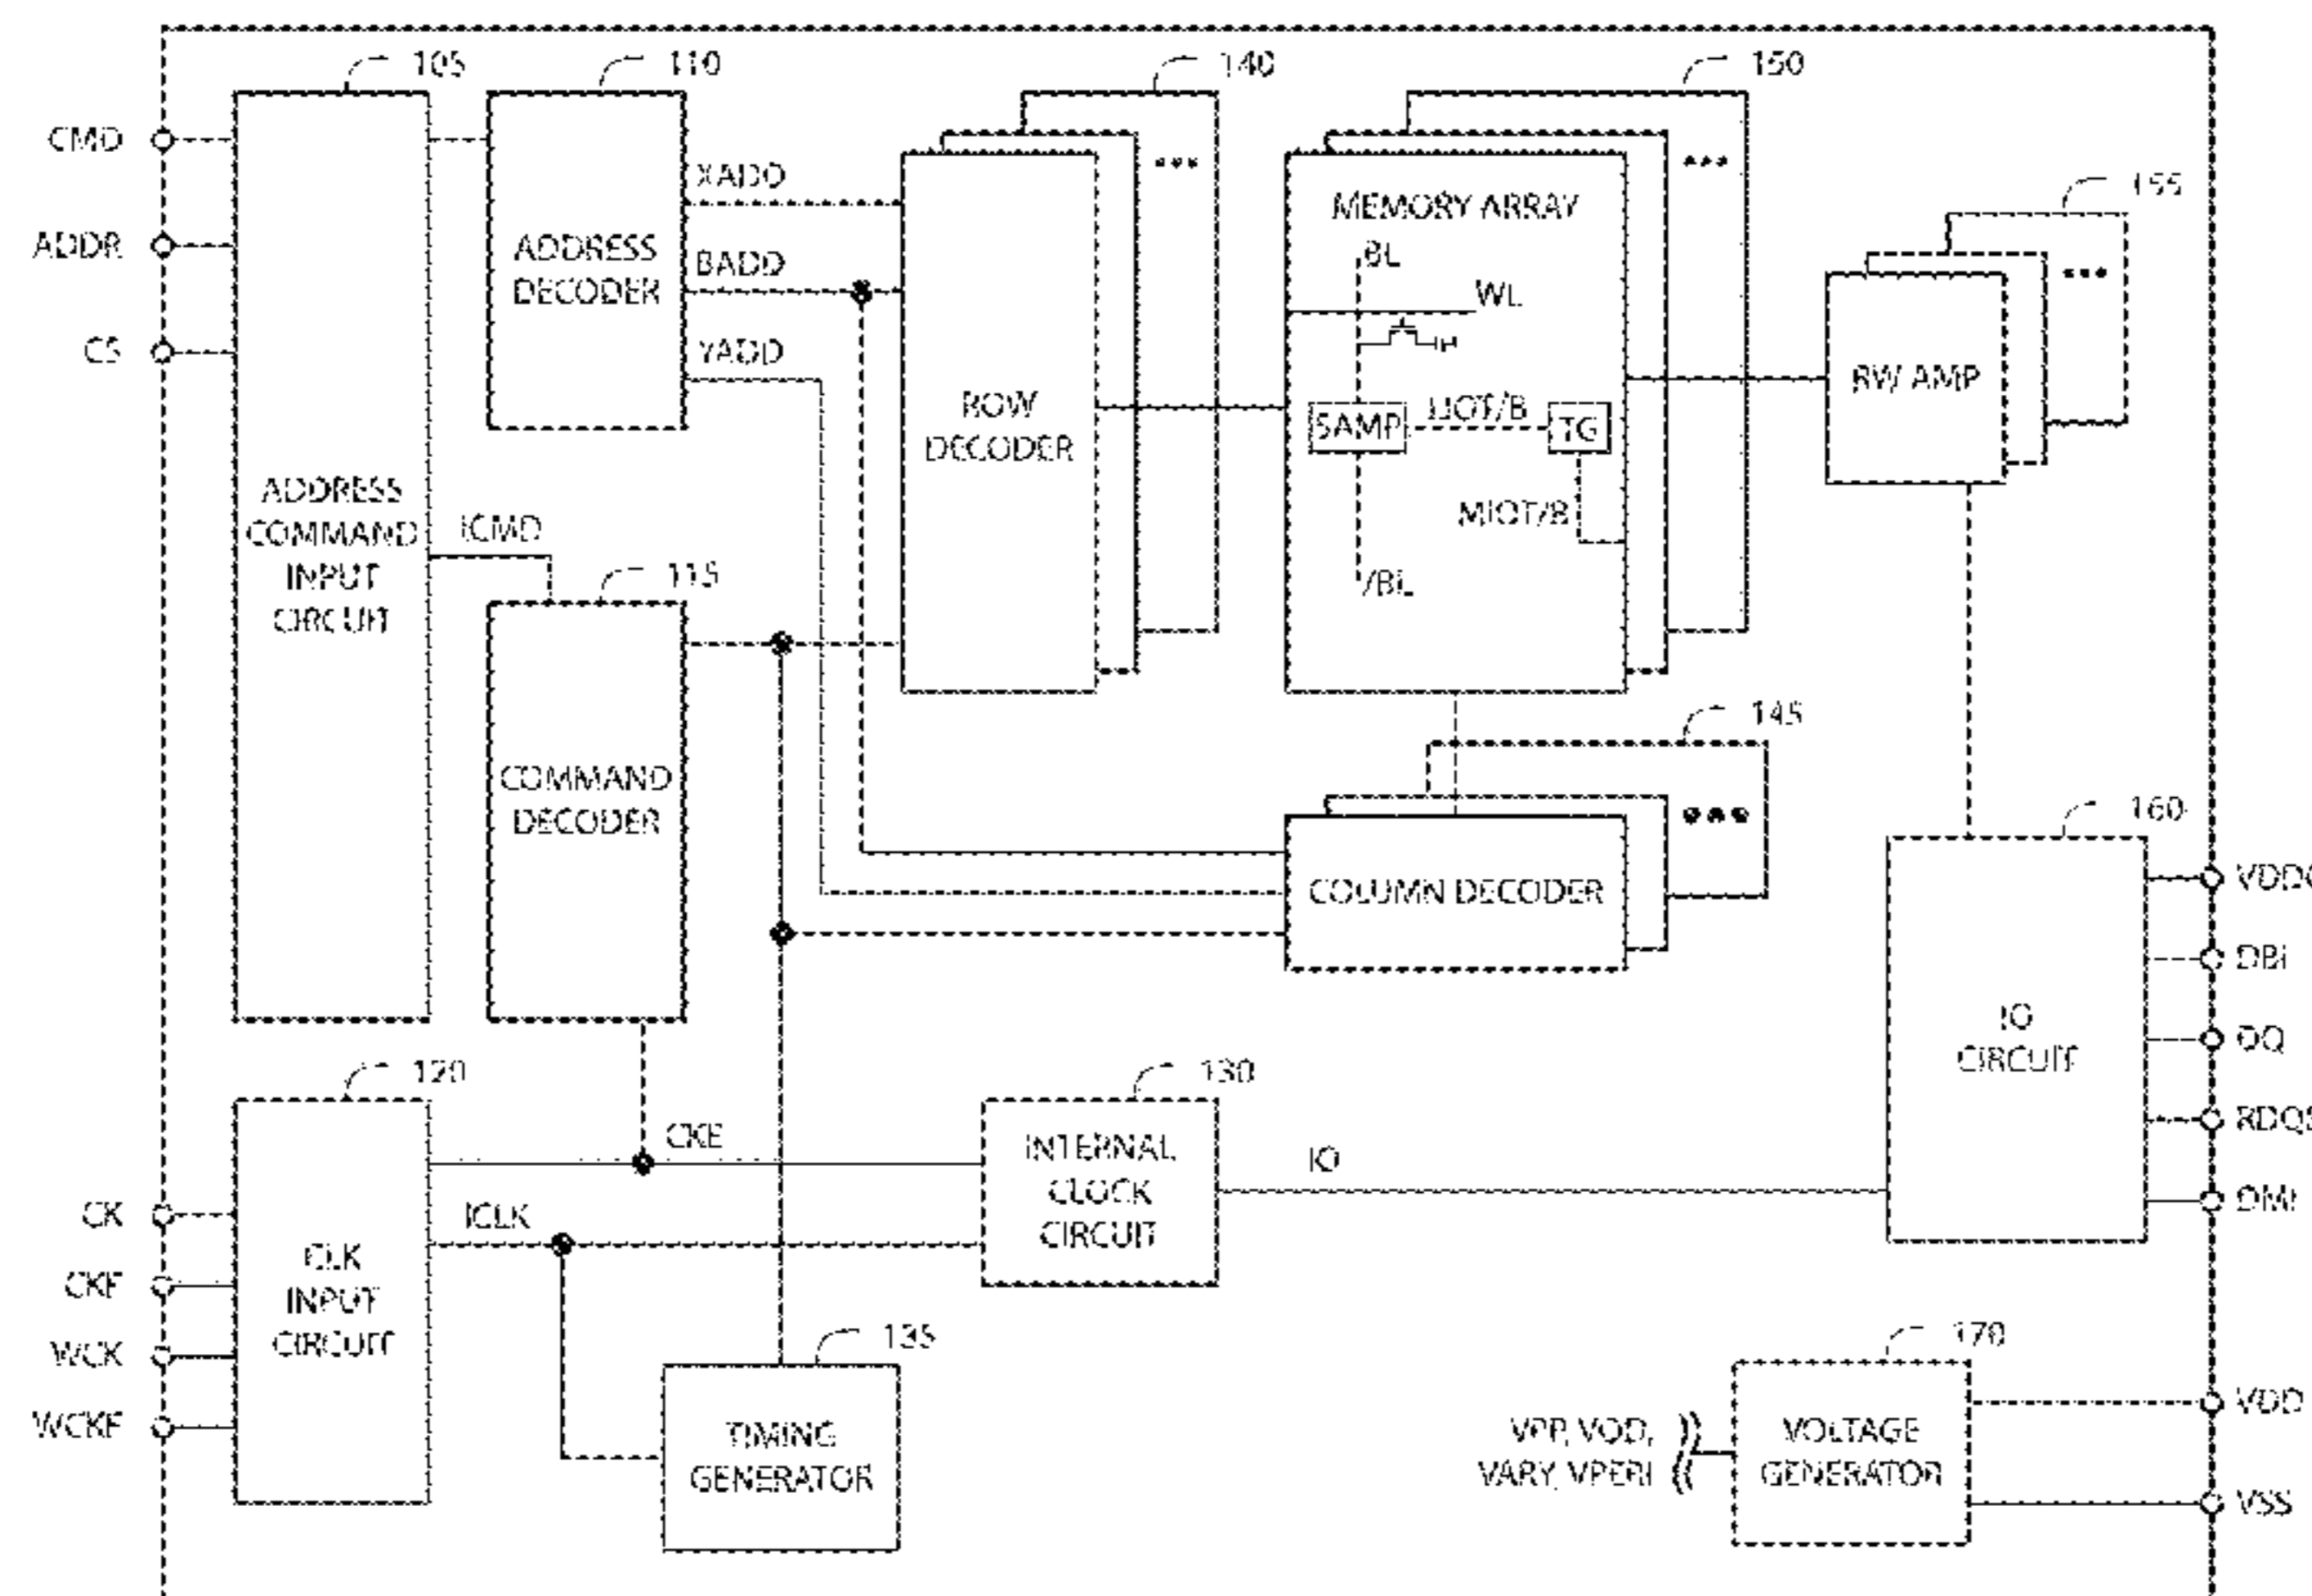 105
110
140
150
155
CMD
ADDR
CS
ADDRESS
COMMAND
INPUT
CIRCUIT
ADDRESS
DECODER
XADD
BADD
YADD
ROW
DECODER
MEMORY ARRAY
BL
WL
SAMP
LIOT/B
TG
MIOT/B
/BL
RW AMP
ICMD
115
COMMAND
DECODER
145
COLUMN DECODER
160
IO
CIRCUIT
DBI
DQ
DMI
120
130
CK
CKF
WCK
WCKF
CLK
INPUT
CIRCUIT
CKE
ICLK
INTERNAL
CLOCK
CIRCUIT
IO
135
TIMING
GENERATOR
170
VPP, VOD,
VARY, VPERI
VOLTAGE
GENERATOR
VDD
VSS